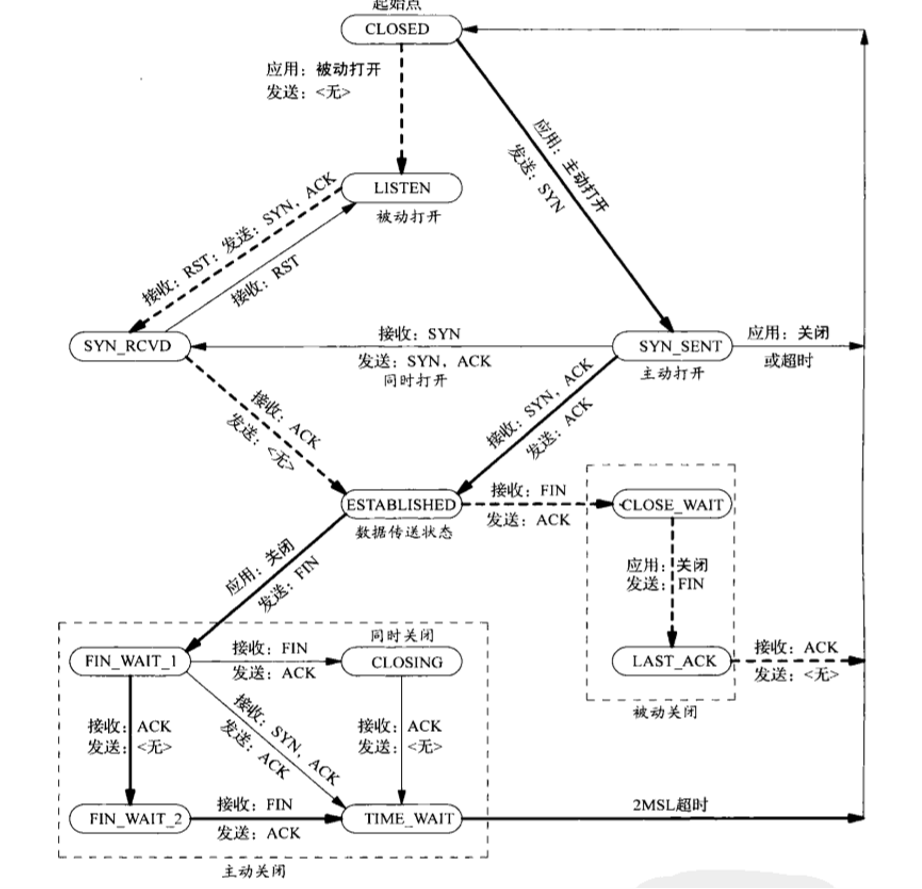 起始点
CLOSED
应用：被动打开
发送：<无>
应用：主动打开
发送：SYN
LISTEN
被动打开
接收：RST；发送：SYN，ACK
接收：RST
SYN_RCVD
接收：SYN
发送：SYN，ACK
同时打开
SYN_SENT
主动打开
应用：关闭
或超时
接收：ACK
发送：<无>
接收：SYN，ACK
发送：ACK
ESTABLISHED
数据传送状态
接收：FIN
发送：ACK
CLOSE_WAIT
应用：关闭
发送：FIN
应用：关闭
发送：FIN
LAST_ACK
接收：ACK
发送：<无>
被动关闭
同时关闭
FIN_WAIT_1
接收：FIN
发送：ACK
CLOSING
接收：ACK
发送：<无>
接收：SYN，ACK
发送：ACK
接收：ACK
发送：<无>
FIN_WAIT_2
接收：FIN
发送：ACK
TIME_WAIT
2MSL超时
主动关闭